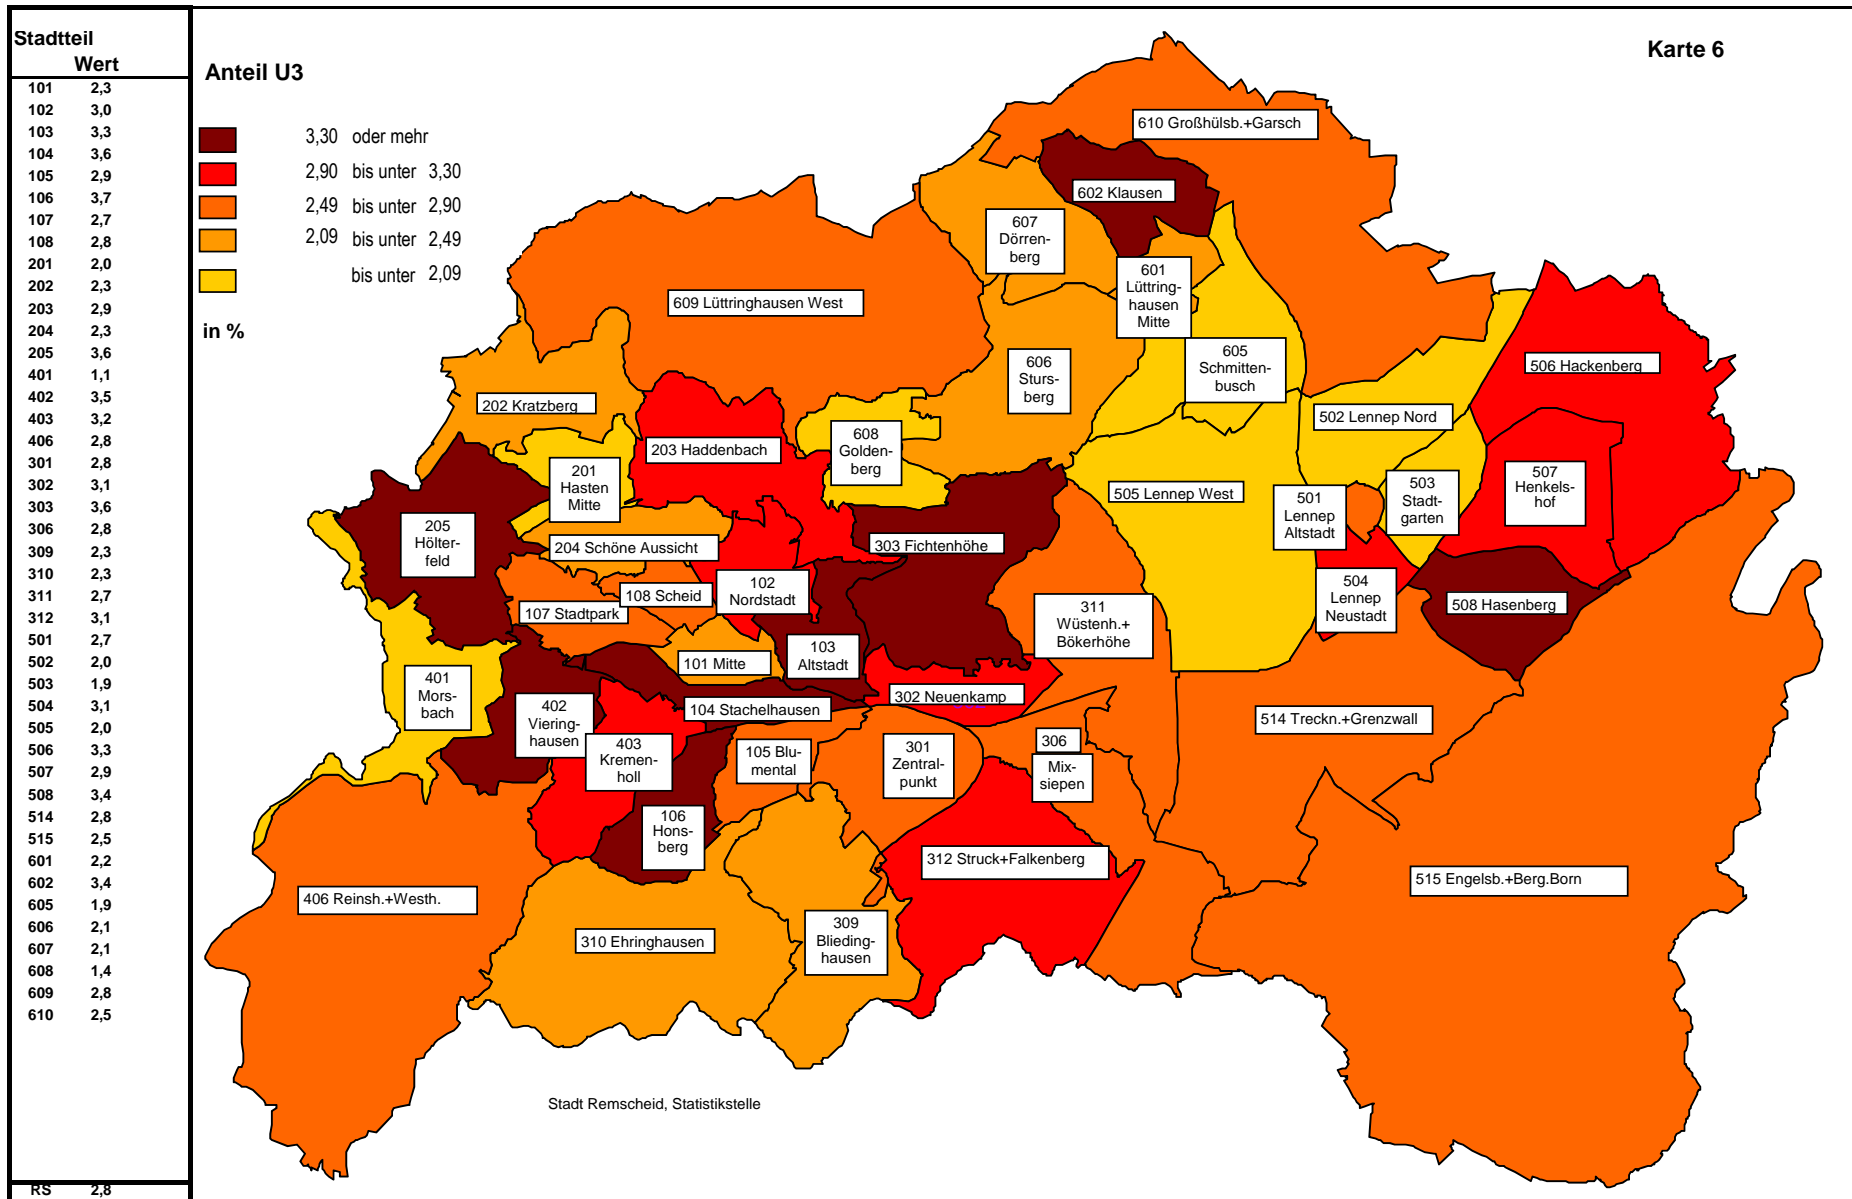 Stadtteil
Wert
101 2,3
102 3,0
103 3,3
104 3,6
105 2,9
106 3,7
107 2,7
108 2,8
201 2,0
202 2,3
203 2,9
204 2,3
205 3,6
401 1,1
402 3,5
403 3,2
406 2,8
301 2,8
302 3,1
303 3,6
306 2,8
309 2,3
310 2,3
311 2,7
312 3,1
501 2,7
502 2,0
503 1,9
504 3,1
505 2,0
506 3,3
507 2,9
508 3,4
514 2,8
515 2,5
601 2,2
602 3,4
605 1,9
606 2,1
607 2,1
608 1,4
609 2,8
610 2,5
RS 2,8
Anteil U3
3,30 oder mehr
2,90 bis unter 3,30
2,49 bis unter 2,90
2,09 bis unter 2,49
bis unter 2,09
in %
Karte 6
610 Großhülsb.+Garsch
602 Klausen
607
Dörren-
berg
601
Lüttring-
hausen
Mitte
609 Lüttringhausen West
605
Schmitten-
busch
606
Sturs-
berg
506 Hackenberg
202 Kratzberg
502 Lennep Nord
608
Golden-
berg
203 Haddenbach
201
Hasten
Mitte
507
Henkels-
hof
503
Stadt-
garten
505 Lennep West
501
Lennep
Altstadt
205
Hölter-
feld
204 Schöne Aussicht
303 Fichtenhöhe
102
Nordstadt
504
Lennep
Neustadt
108 Scheid
107 Stadtpark
311
Wüstenh.+
Bökerhöhe
508 Hasenberg
103
Altstadt
101 Mitte
401
Mors-
bach
302 Neuenkamp
402
Viering-
hausen
104 Stachelhausen
514 Treckn.+Grenzwall
403
Kremen-
holl
105 Blu-
mental
301
Zentral-
punkt
306
Mix-
siepen
106
Hons-
berg
312 Struck+Falkenberg
515 Engelsb.+Berg.Born
406 Reinsh.+Westh.
309
Blieding-
hausen
310 Ehringhausen
Stadt Remscheid, Statistikstelle